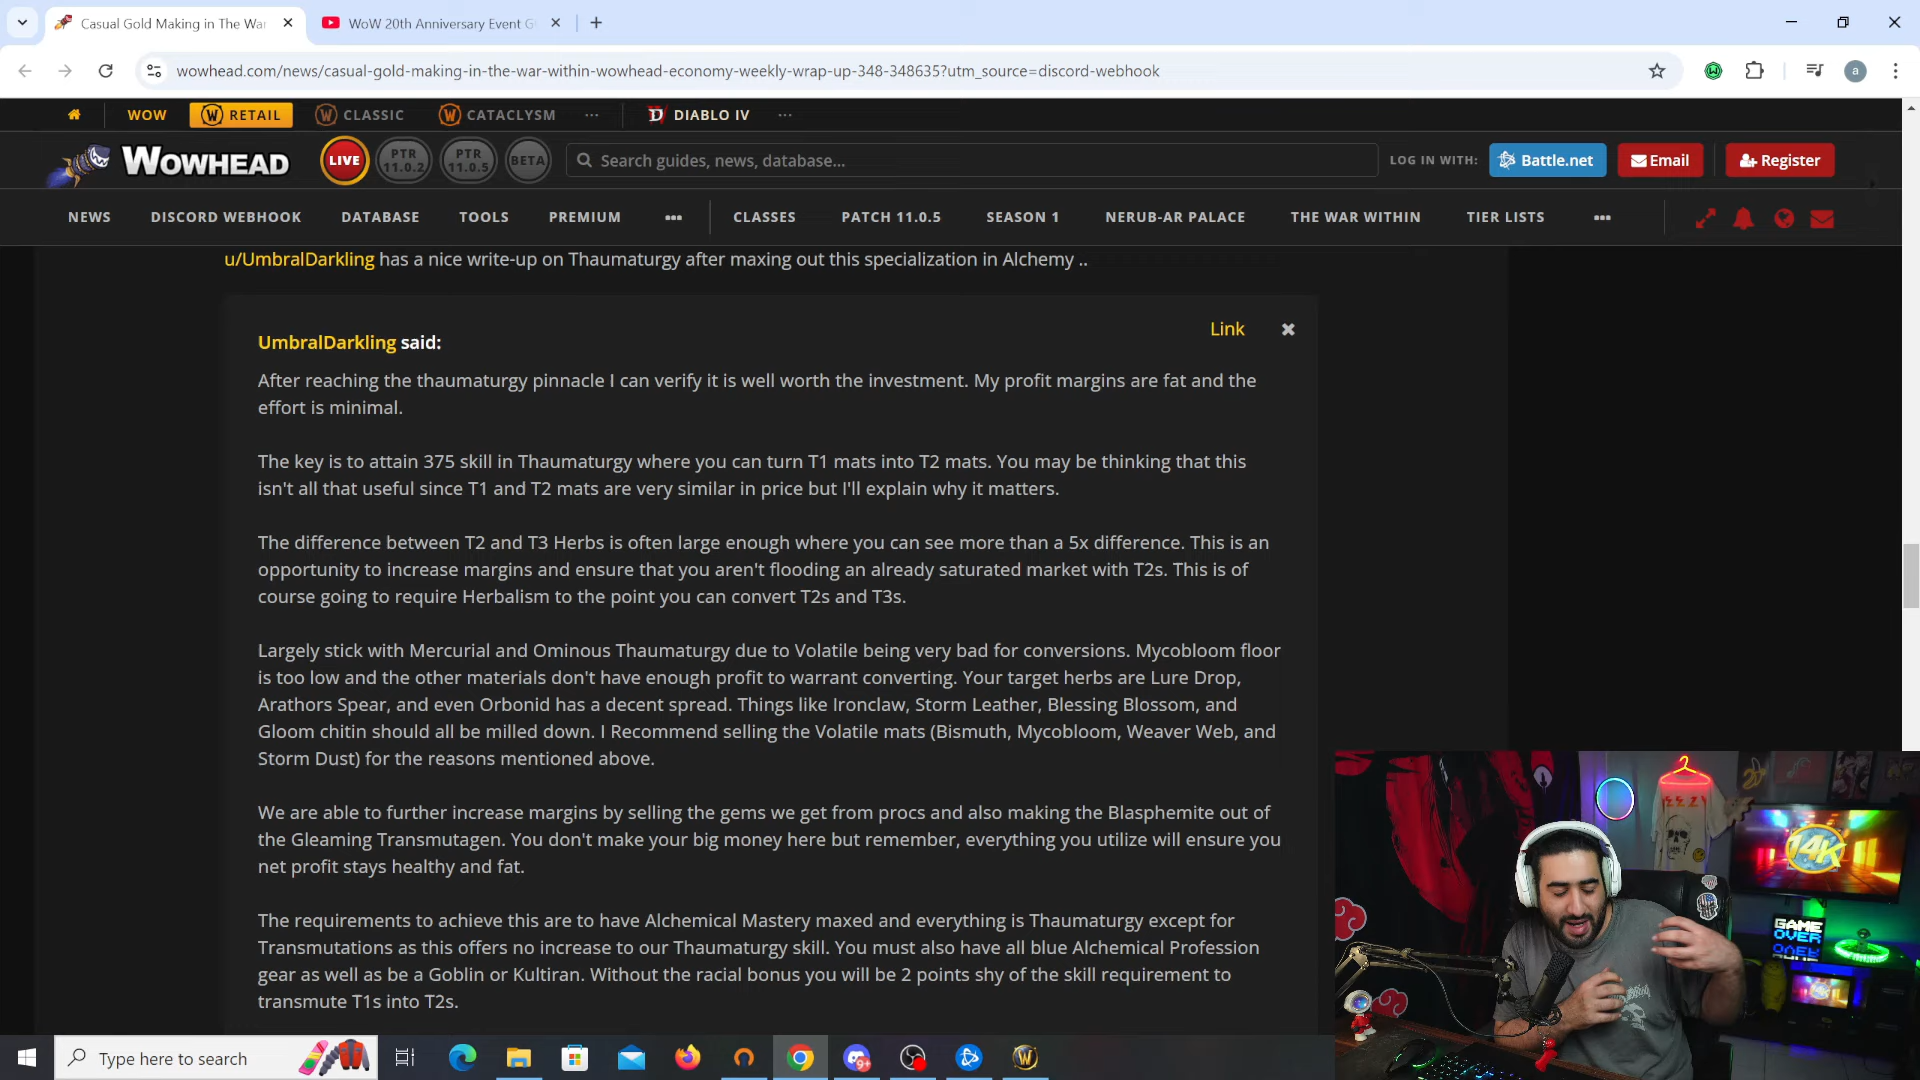 Casual Gold Making in The War
WoW 20th Anniversary Event G
wowhead.com/news/casual-gold-making-in-the-war-within-wowhead-economy-weekly-wrap-up-348-348635?utm_source=discord-webhook
a
WOW RETAIL CLASSIC CATACLYSM ... DIABLO IV ...
WOWHEAD LIVE PTR 11.0.2 PTR 11.0.5 BETA Search guides, news, database... LOG IN WITH: Battle.net Email Register
NEWS DISCORD WEBHOOK DATABASE TOOLS PREMIUM ... CLASSES PATCH 11.0.5 SEASON 1 NERUB-AR PALACE THE WAR WITHIN TIER LISTS ...
u/UmbralDarkling has a nice write-up on Thaumaturgy after maxing out this specialization in Alchemy ..
Link
UmbralDarkling said:
After reaching the thaumaturgy pinnacle I can verify it is well worth the investment. My profit margins are fat and the
effort is minimal.
The key is to attain 375 skill in Thaumaturgy where you can turn T1 mats into T2 mats. You may be thinking that this
isn't all that useful since T1 and T2 mats are very similar in price but I'll explain why it matters.
The difference between T2 and T3 Herbs is often large enough where you can see more than a 5x difference. This is an
opportunity to increase margins and ensure that you aren't flooding an already saturated market with T2s. This is of
course going to require Herbalism to the point you can convert T2s and T3s.
Largely stick with Mercurial and Ominous Thaumaturgy due to Volatile being very bad for conversions. Mycobloom floor
is too low and the other materials don't have enough profit to warrant converting. Your target herbs are Lure Drop,
Arathors Spear, and even Orbonid has a decent spread. Things like Ironclaw, Storm Leather, Blessing Blossom, and
Gloom chitin should all be milled down. I Recommend selling the Volatile mats (Bismuth, Mycobloom, Weaver Web, and
Storm Dust) for the reasons mentioned above.
We are able to further increase margins by selling the gems we get from procs and also making the Blasphemite out of
the Gleaming Transmutagen. You don't make your big money here but remember, everything you utilize will ensure you
net profit stays healthy and fat.
The requirements to achieve this are to have Alchemical Mastery maxed and everything is Thaumaturgy except for
Transmutations as this offers no increase to our Thaumaturgy skill. You must also have all blue Alchemical Profession
gear as well as be a Goblin or Kultiran. Without the racial bonus you will be 2 points shy of the skill requirement to
transmute T1s into T2s.
14K
GAME
OVER
Type here to search
9+